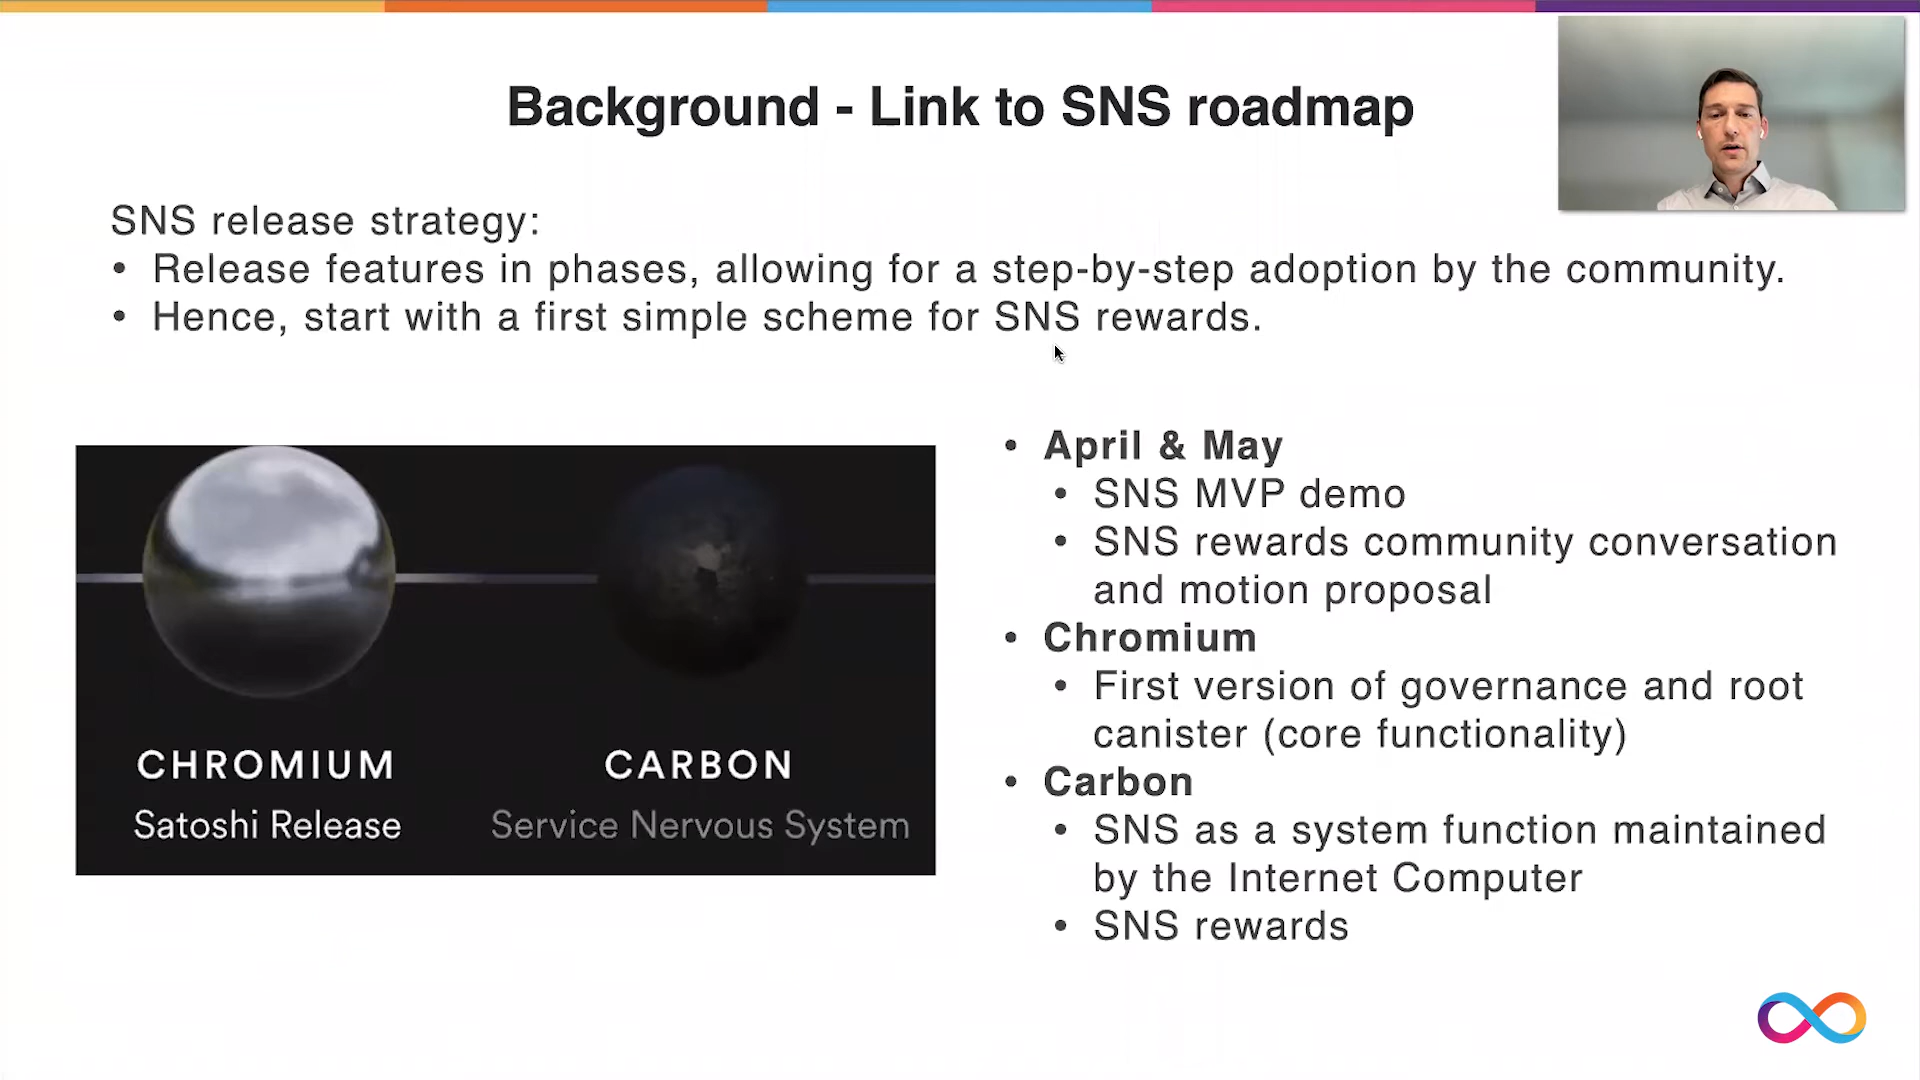 Background - Link to SNS roadmap
SNS release strategy:
• Release features in phases, allowing for a step-by-step adoption by the community.
• Hence, start with a first simple scheme for SNS rewards.
CHROMIUM
Satoshi Release
CARBON
Service Nervous System
• April & May
• SNS MVP demo
• SNS rewards community conversation
and motion proposal
• Chromium
• First version of governance and root
canister (core functionality)
• Carbon
• SNS as a system function maintained
by the Internet Computer
• SNS rewards